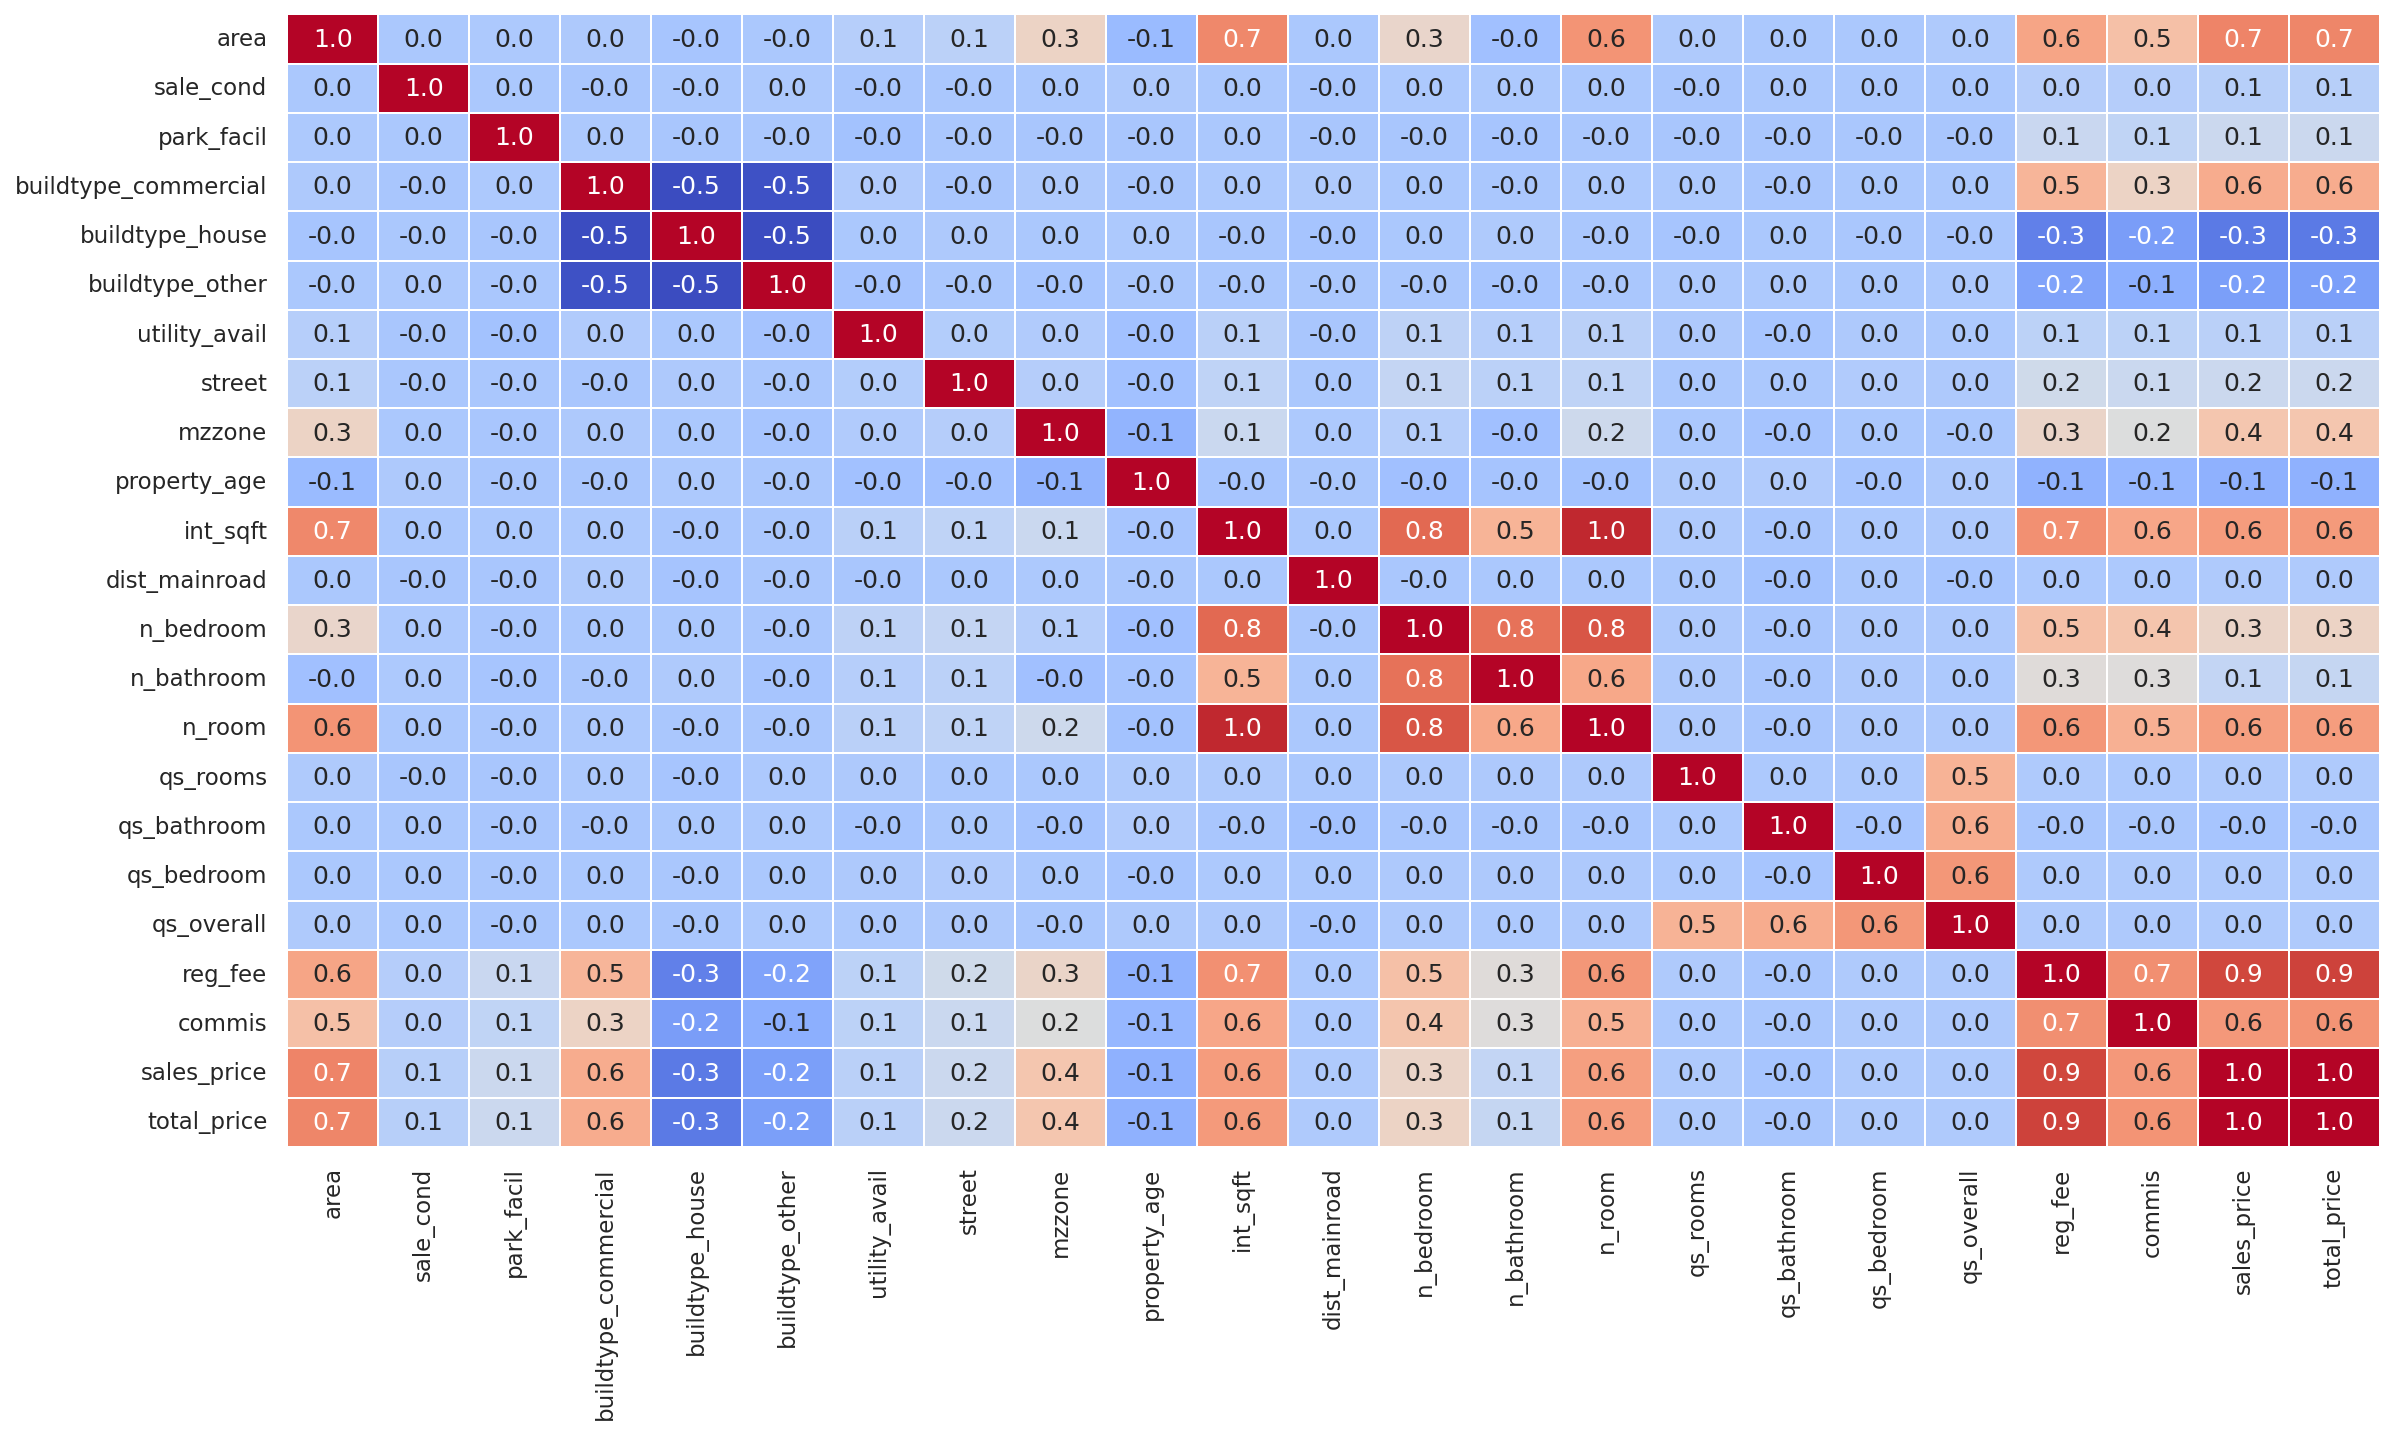 area 1.0 0.0 0.0 0.0 -0.0 -0.0 0.1 0.1 0.3 -0.1 0.7 0.0 0.3 -0.0 0.6 0.0 0.0 0.0 0.0 0.6 0.5 0.7 0.7
sale_cond 0.0 1.0 0.0 -0.0 -0.0 0.0 -0.0 -0.0 0.0 0.0 0.0 -0.0 0.0 0.0 0.0 -0.0 0.0 0.0 0.0 0.0 0.0 0.1 0.1
park_facil 0.0 0.0 1.0 0.0 -0.0 -0.0 -0.0 -0.0 -0.0 -0.0 0.0 -0.0 -0.0 -0.0 -0.0 -0.0 -0.0 -0.0 -0.0 0.1 0.1 0.1 0.1
buildtype_commercial 0.0 -0.0 0.0 1.0 -0.5 -0.5 0.0 -0.0 0.0 -0.0 0.0 0.0 0.0 -0.0 0.0 0.0 -0.0 0.0 0.0 0.5 0.3 0.6 0.6
buildtype_house -0.0 -0.0 -0.0 -0.5 1.0 -0.5 0.0 0.0 0.0 0.0 -0.0 -0.0 0.0 0.0 -0.0 -0.0 0.0 -0.0 -0.0 -0.3 -0.2 -0.3 -0.3
buildtype_other -0.0 0.0 -0.0 -0.5 -0.5 1.0 -0.0 -0.0 -0.0 -0.0 -0.0 -0.0 -0.0 -0.0 -0.0 0.0 0.0 0.0 0.0 -0.2 -0.1 -0.2 -0.2
utility_avail 0.1 -0.0 -0.0 0.0 0.0 -0.0 1.0 0.0 0.0 -0.0 0.1 -0.0 0.1 0.1 0.1 0.0 -0.0 0.0 0.0 0.1 0.1 0.1 0.1
street 0.1 -0.0 -0.0 -0.0 0.0 -0.0 0.0 1.0 0.0 -0.0 0.1 0.0 0.1 0.1 0.1 0.0 0.0 0.0 0.0 0.2 0.1 0.2 0.2
mzzone 0.3 0.0 -0.0 0.0 0.0 -0.0 0.0 0.0 1.0 -0.1 0.1 0.0 0.1 -0.0 0.2 0.0 -0.0 0.0 -0.0 0.3 0.2 0.4 0.4
property_age -0.1 0.0 -0.0 -0.0 0.0 -0.0 -0.0 -0.0 -0.1 1.0 -0.0 -0.0 -0.0 -0.0 -0.0 0.0 0.0 -0.0 0.0 -0.1 -0.1 -0.1 -0.1
int_sqft 0.7 0.0 0.0 0.0 -0.0 -0.0 0.1 0.1 0.1 -0.0 1.0 0.0 0.8 0.5 1.0 0.0 -0.0 0.0 0.0 0.7 0.6 0.6 0.6
dist_mainroad 0.0 -0.0 -0.0 0.0 -0.0 -0.0 -0.0 0.0 0.0 -0.0 0.0 1.0 -0.0 0.0 0.0 0.0 -0.0 0.0 -0.0 0.0 0.0 0.0 0.0
n_bedroom 0.3 0.0 -0.0 0.0 0.0 -0.0 0.1 0.1 0.1 -0.0 0.8 -0.0 1.0 0.8 0.8 0.0 -0.0 0.0 0.0 0.5 0.4 0.3 0.3
n_bathroom -0.0 0.0 -0.0 -0.0 0.0 -0.0 0.1 0.1 -0.0 -0.0 0.5 0.0 0.8 1.0 0.6 0.0 -0.0 0.0 0.0 0.3 0.3 0.1 0.1
n_room 0.6 0.0 -0.0 0.0 -0.0 -0.0 0.1 0.1 0.2 -0.0 1.0 0.0 0.8 0.6 1.0 0.0 -0.0 0.0 0.0 0.6 0.5 0.6 0.6
qs_rooms 0.0 -0.0 -0.0 0.0 -0.0 0.0 0.0 0.0 0.0 0.0 0.0 0.0 0.0 0.0 0.0 1.0 0.0 0.0 0.5 0.0 0.0 0.0 0.0
qs_bathroom 0.0 0.0 -0.0 -0.0 0.0 0.0 -0.0 0.0 -0.0 0.0 -0.0 -0.0 -0.0 -0.0 -0.0 0.0 1.0 -0.0 0.6 -0.0 -0.0 -0.0 -0.0
qs_bedroom 0.0 0.0 -0.0 0.0 -0.0 0.0 0.0 0.0 0.0 -0.0 0.0 0.0 0.0 0.0 0.0 0.0 -0.0 1.0 0.6 0.0 0.0 0.0 0.0
qs_overall 0.0 0.0 -0.0 0.0 -0.0 0.0 0.0 0.0 -0.0 0.0 0.0 -0.0 0.0 0.0 0.0 0.5 0.6 0.6 1.0 0.0 0.0 0.0 0.0
reg_fee 0.6 0.0 0.1 0.5 -0.3 -0.2 0.1 0.2 0.3 -0.1 0.7 0.0 0.5 0.3 0.6 0.0 -0.0 0.0 0.0 1.0 0.7 0.9 0.9
commis 0.5 0.0 0.1 0.3 -0.2 -0.1 0.1 0.1 0.2 -0.1 0.6 0.0 0.4 0.3 0.5 0.0 -0.0 0.0 0.0 0.7 1.0 0.6 0.6
sales_price 0.7 0.1 0.1 0.6 -0.3 -0.2 0.1 0.2 0.4 -0.1 0.6 0.0 0.3 0.1 0.6 0.0 -0.0 0.0 0.0 0.9 0.6 1.0 1.0
total_price 0.7 0.1 0.1 0.6 -0.3 -0.2 0.1 0.2 0.4 -0.1 0.6 0.0 0.3 0.1 0.6 0.0 -0.0 0.0 0.0 0.9 0.6 1.0 1.0
area
sale_cond
park_facil
buildtype_commercial
buildtype_house
buildtype_other
utility_avail
street
mzzone
property_age
int_sqft
dist_mainroad
n_bedroom
n_bathroom
n_room
qs_rooms
qs_bathroom
qs_bedroom
qs_overall
reg_fee
commis
sales_price
total_price